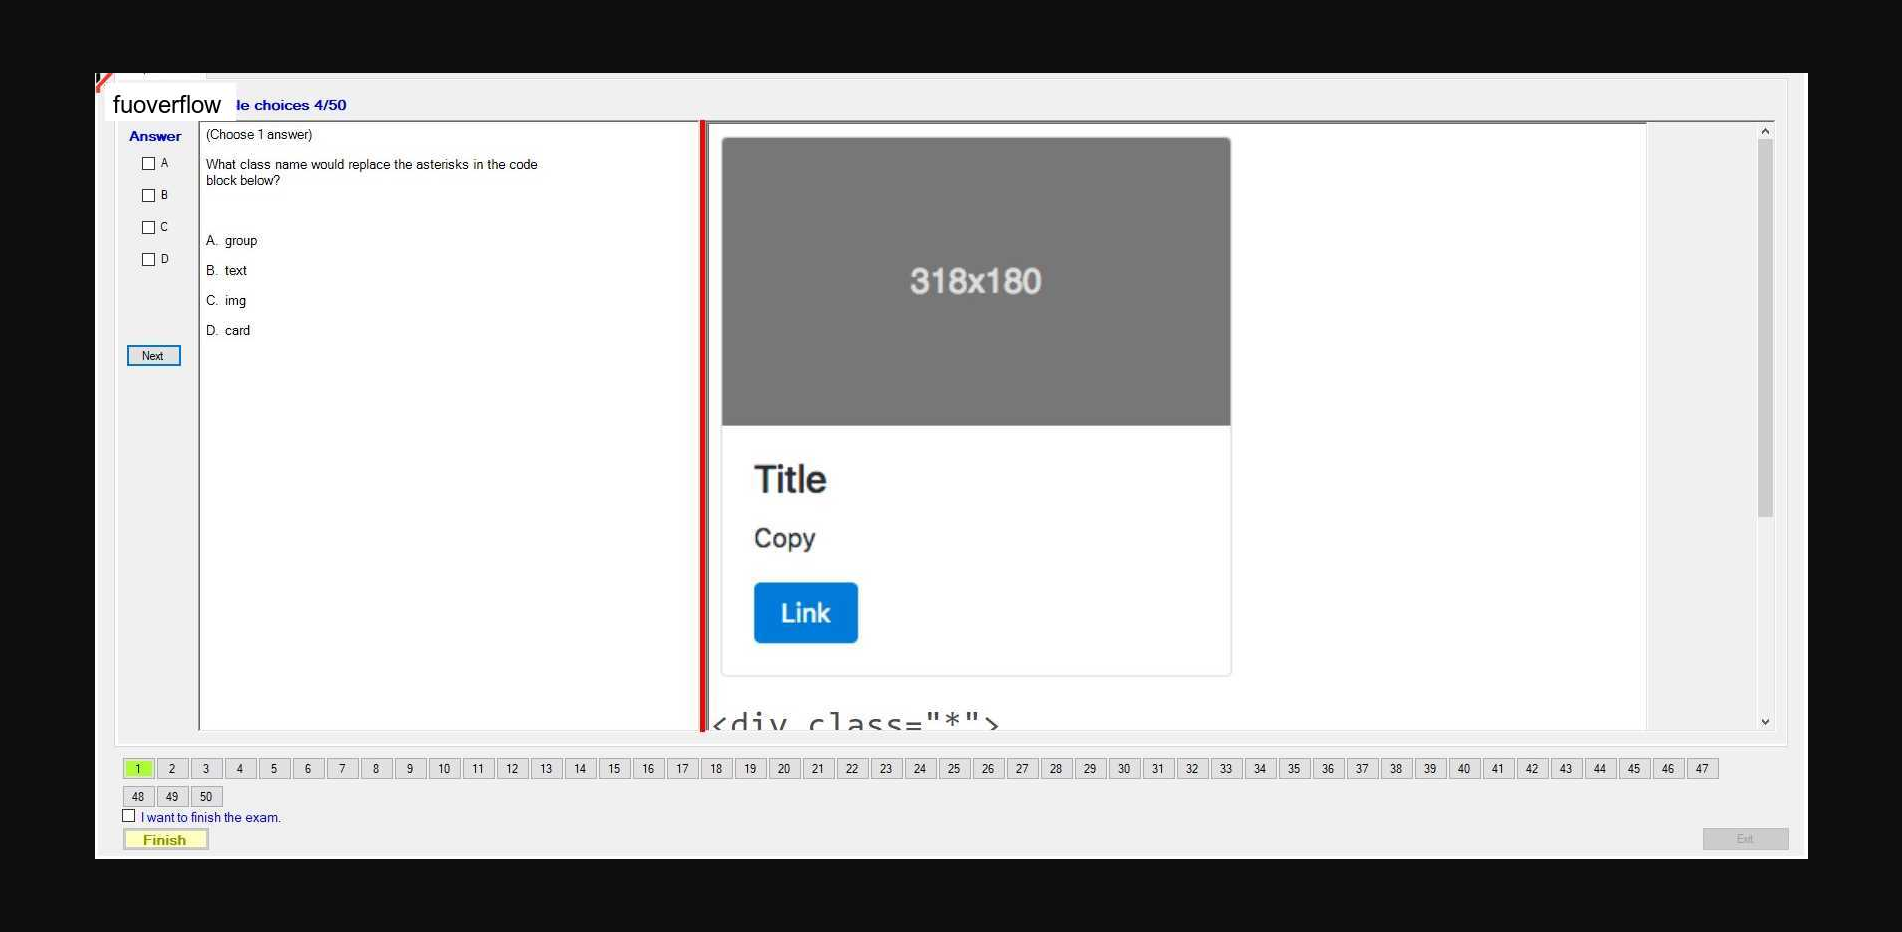 fuoverflow
le choices 4/50
Answer
A
B
C
D
Next
(Choose 1 answer)
What class name would replace the asterisks in the code
block below?
A. group
B. text
C. img
D. card
318x180
Title
Copy
Link
<div class="*">
1 2 3 4 5 6 7 8 9 10 11 12 13 14 15 16 17 18 19 20 21 22 23 24 25 26 27 28 29 30 31 32 33 34 35 36 37 38 39 40 41 42 43 44 45 46 47
48 49 50
I want to finish the exam.
Finish
Exit